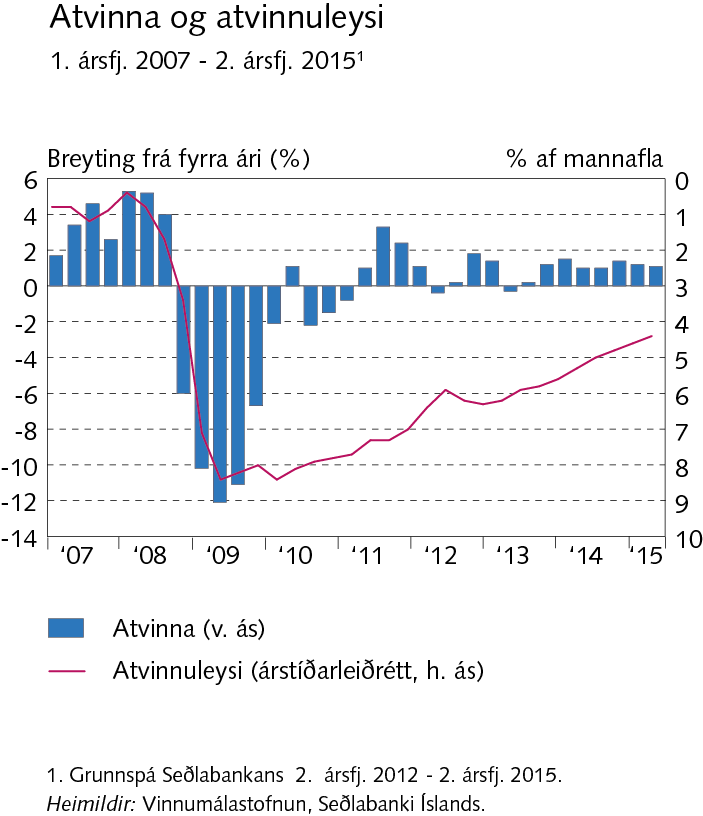 Atvinna og atvinnuleysi
1. ársfj. 2007 - 2. ársfj. 2015¹
Breyting frá fyrra ári (%) % af mannafla
6 0
4 1
2 2
0 3
-2 4
-4 5
-6 6
-8 7
-10 8
-12 9
-14 10
‘07 ‘08 ‘09 ‘10 ‘11 ‘12 ‘13 ‘14 ‘15
Atvinna (v. ás)
Atvinnuleysi (árstíðarleiðrétt, h. ás)
1. Grunnspá Seðlabankans 2. ársfj. 2012 - 2. ársfj. 2015.
Heimildir: Vinnumálastofnun, Seðlabanki Íslands.